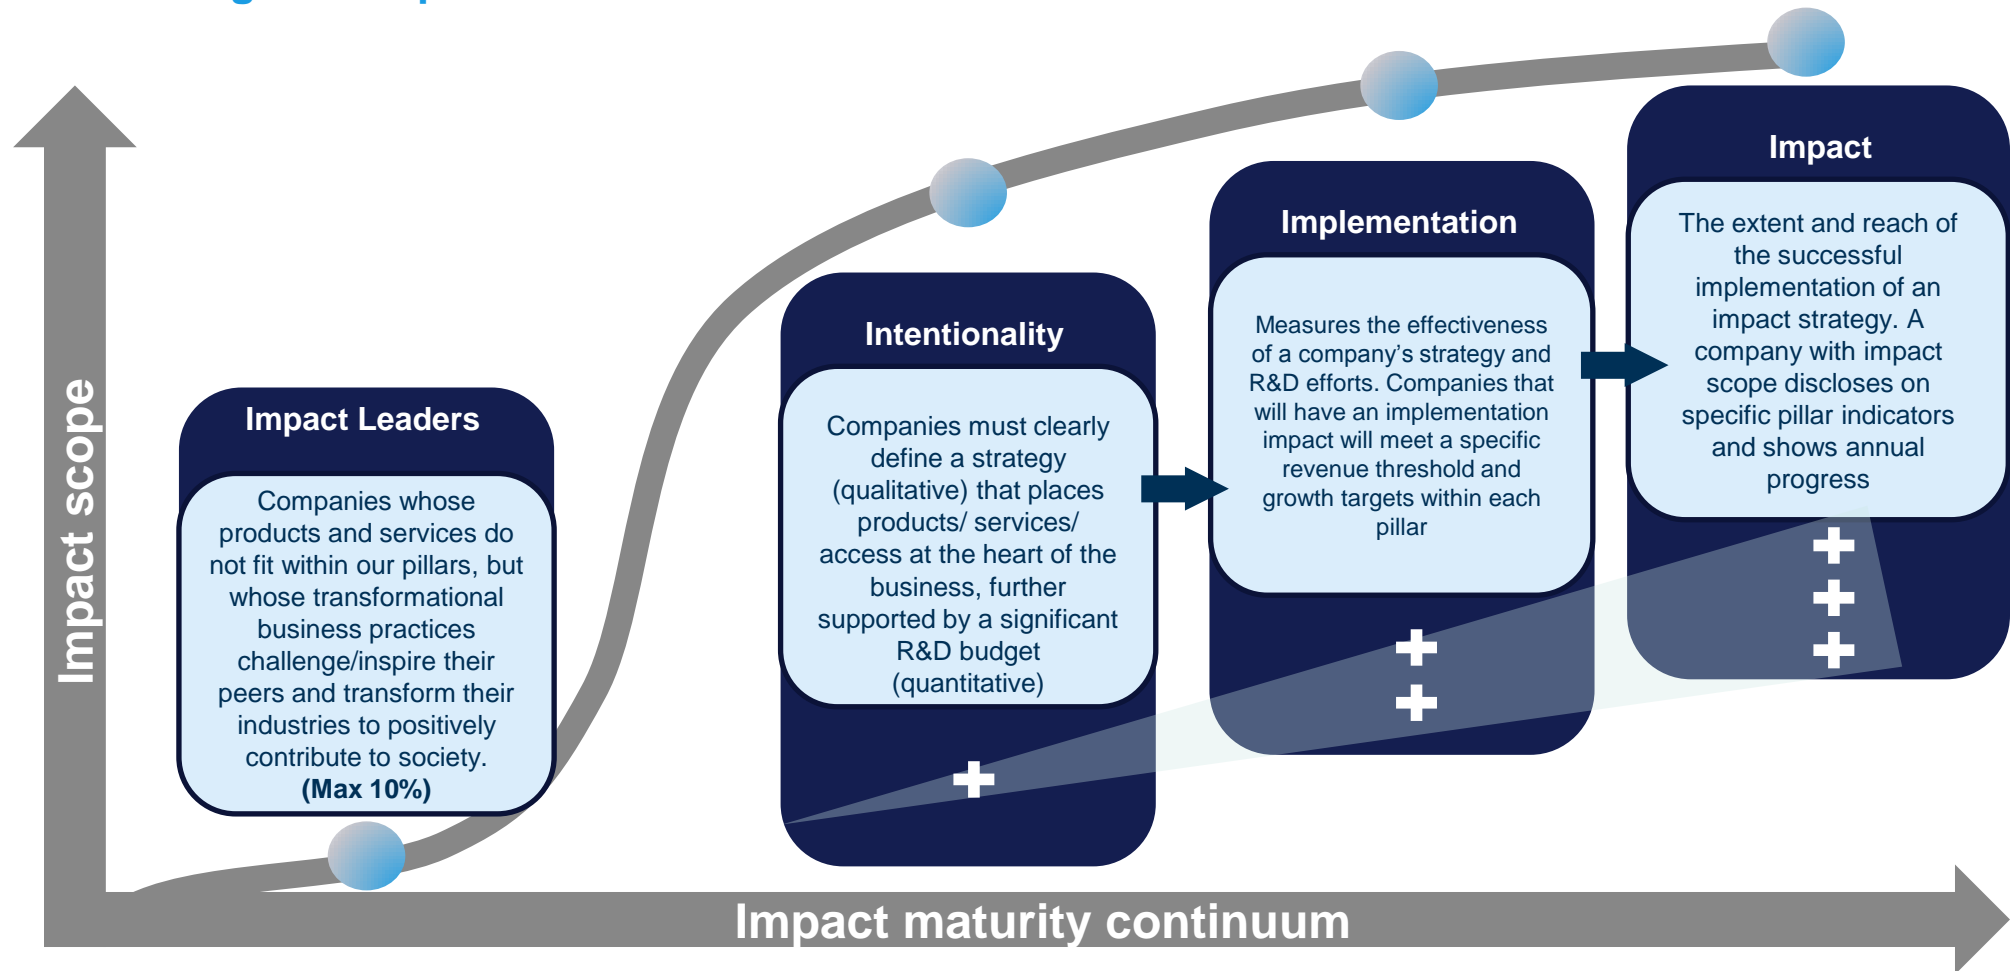 Impact scope
Impact Leaders
Companies whose
products and services do
not fit within our pillars, but
whose transformational
business practices
challenge/inspire their
peers and transform their
industries to positively
contribute to society.
(Max 10%)
Intentionality
Companies must clearly
define a strategy
(qualitative) that places
products/ services/
access at the heart of the
business, further
supported by a significant
R&D budget
(quantitative)
Implementation
Measures the effectiveness
of a company’s strategy and
R&D efforts. Companies that
will have an implementation
impact will meet a specific
revenue threshold and
growth targets within each
pillar
Impact
The extent and reach of
the successful
implementation of an
impact strategy. A
company with impact
scope discloses on
specific pillar indicators
and shows annual
progress
Impact maturity continuum